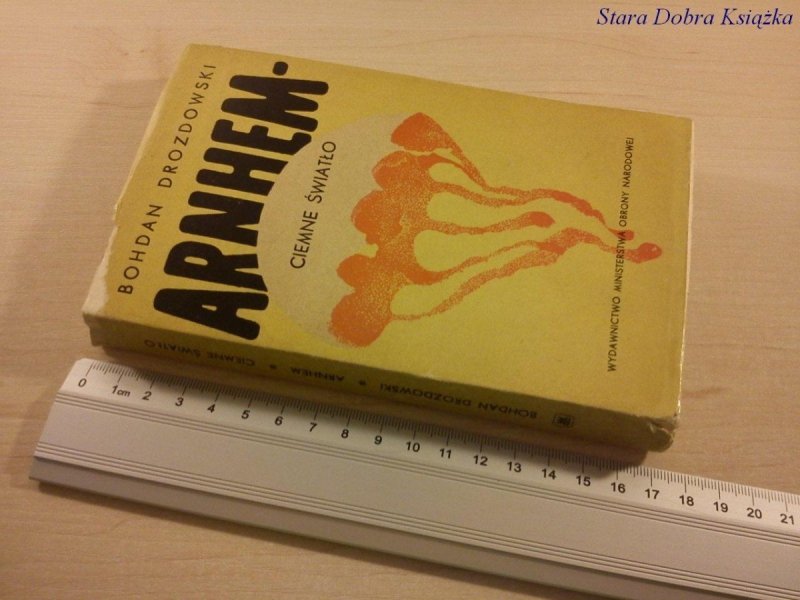 Stara Dobra Książka
BOHDAN DROZDOWSKI
ARNHEM-
CIEMNE ŚWIATŁO
WYDAWNICTWO MINISTERSTWA OBRONY NARODOWEJ
BOHDAN DROZDOWSKI * ARNHEM * CIEMNE ŚWIATŁO
0 1cm 2 3 4 5 6 7 8 9 10 11 12 13 14 15 16 17 18 19 20 21